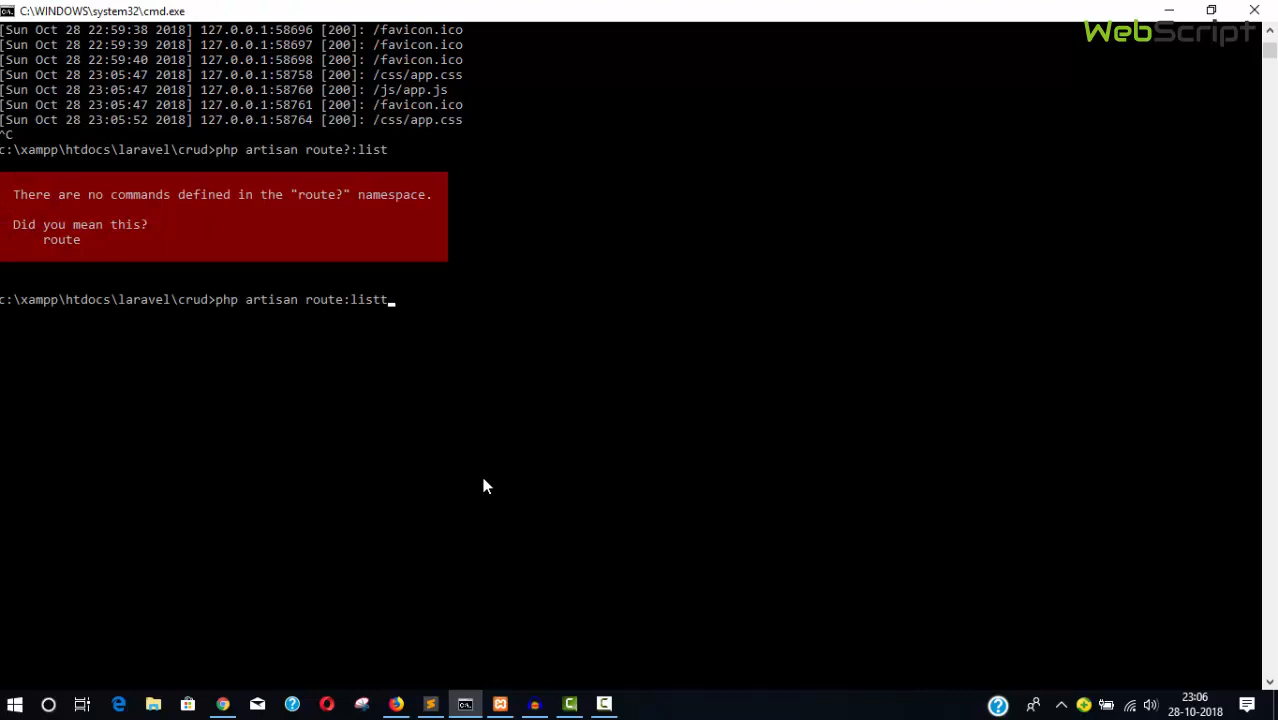 C:\WINDOWS\system32\cmd.exe
WebScript
[Sun Oct 28 22:59:38 2018] 127.0.0.1:58696 [200]: /favicon.ico
[Sun Oct 28 22:59:39 2018] 127.0.0.1:58697 [200]: /favicon.ico
[Sun Oct 28 22:59:40 2018] 127.0.0.1:58698 [200]: /favicon.ico
[Sun Oct 28 23:05:47 2018] 127.0.0.1:58758 [200]: /css/app.css
[Sun Oct 28 23:05:47 2018] 127.0.0.1:58760 [200]: /js/app.js
[Sun Oct 28 23:05:47 2018] 127.0.0.1:58761 [200]: /favicon.ico
[Sun Oct 28 23:05:52 2018] 127.0.0.1:58764 [200]: /css/app.css
^C
c:\xampp\htdocs\laravel\crud>php artisan route?:list
There are no commands defined in the "route?" namespace.
Did you mean this?
route
c:\xampp\htdocs\laravel\crud>php artisan route:listt
23:06
28-10-2018